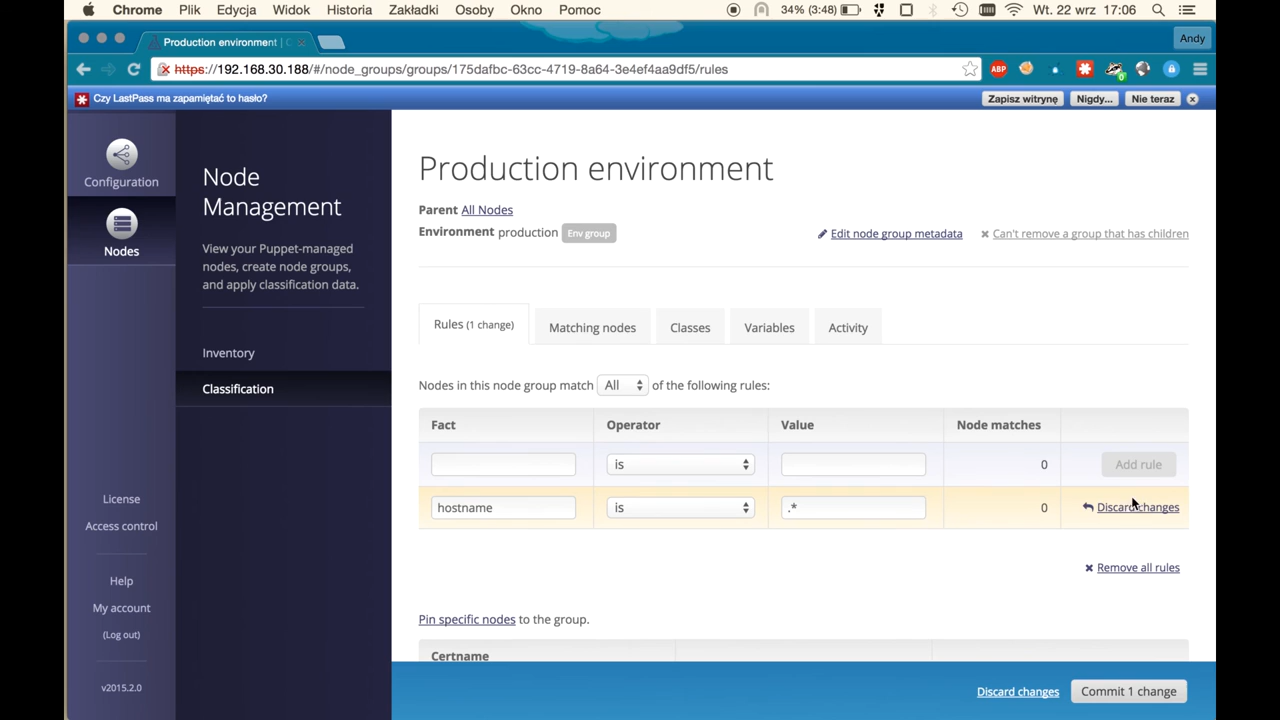 Chrome Plik Edycja Widok Historia Zakładki Osoby Okno Pomoc 34% (3:48) Wt. 22 wrz 17:06
Production environment | C
Andy
https://192.168.30.188/#/node_groups/groups/175dafbc-63cc-4719-8a64-3e4ef4aa9df5/rules
ABP
0
Czy LastPass ma zapamiętać to hasło? Zapisz witrynę Nigdy... Nie teraz
Configuration
Nodes
License
Access control
Help
My account
(Log out)
v2015.2.0
Node
Management
View your Puppet-managed
nodes, create node groups,
and apply classification data.
Inventory
Classification
Production environment
Parent All Nodes
Environment production Env group
Edit node group metadata Can't remove a group that has children
Rules (1 change) Matching nodes Classes Variables Activity
Nodes in this node group match All of the following rules:
Fact Operator Value Node matches
is 0 Add rule
hostname is .* 0 Discard changes
Remove all rules
Pin specific nodes to the group.
Certname
Discard changes Commit 1 change